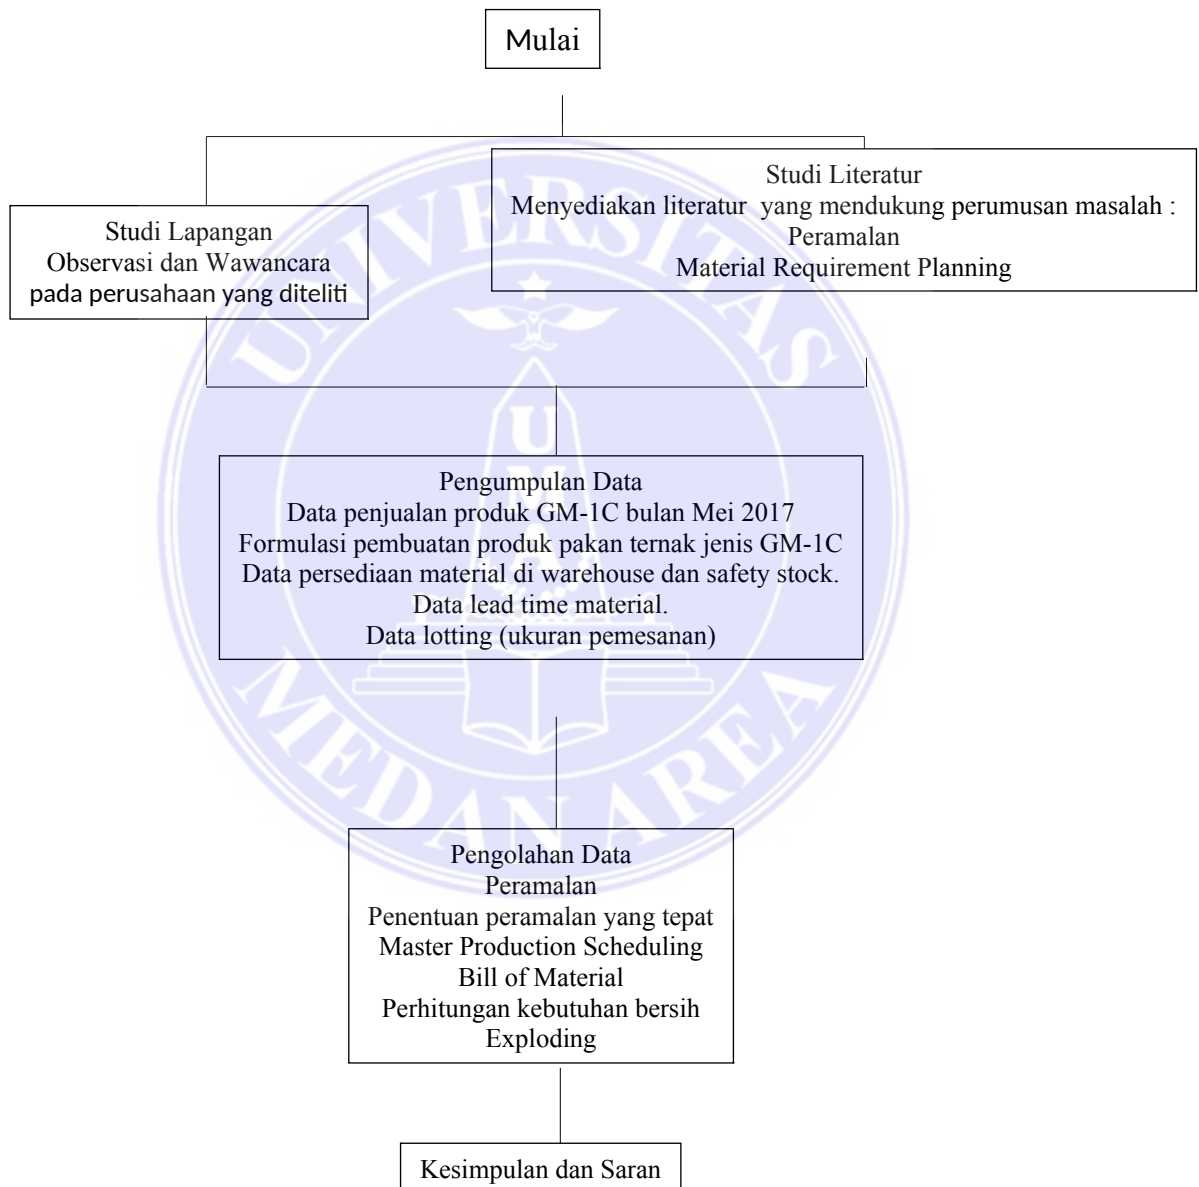 Mulai
Studi Lapangan
Observasi dan Wawancara
pada perusahaan yang diteliti
Studi Literatur
Menyediakan literatur yang mendukung perumusan masalah :
Peramalan
Material Requirement Planning
Pengumpulan Data
Data penjualan produk GM-1C bulan Mei 2017
Formulasi pembuatan produk pakan ternak jenis GM-1C
Data persediaan material di warehouse dan safety stock.
Data lead time material.
Data lotting (ukuran pemesanan)
Pengolahan Data
Peramalan
Penentuan peramalan yang tepat
Master Production Scheduling
Bill of Material
Perhitungan kebutuhan bersih
Exploding
Kesimpulan dan Saran
UNIVERSITAS
MEDAN AREA
UMA